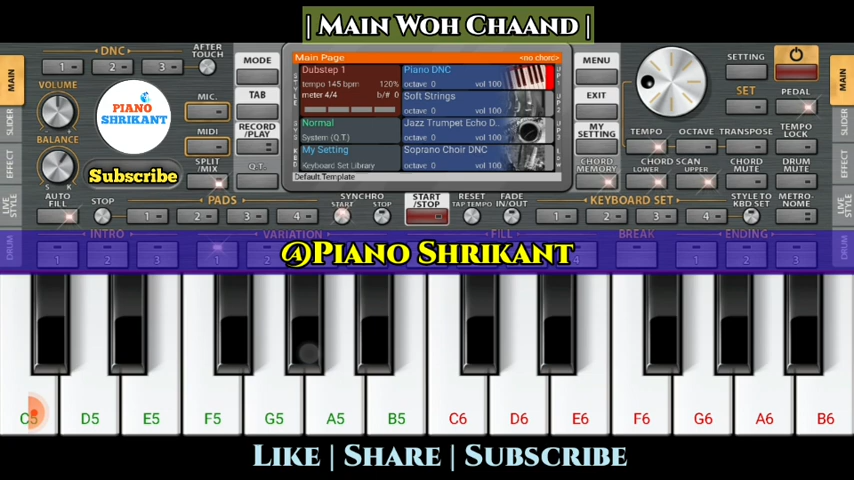 | Main Woh Chaand |
DNC
1
2
3
AFTER
TOUCH
VOLUME
BALANCE
S K
PIANO
SHRIKANT
Subscribe
MIC.
MIDI
SPLIT
/MIX
AUTO
FILL
STOP
MODE
TAB
RECORD
/PLAY
Q.T.
Main Page <no chord>
Dubstep 1
tempo 145 bpm 120%
meter 4/4 b/# 0
Normal
System (Q.T.)
My Setting
Keyboard Set Library
Default Template
Piano DNC
octave 0 vol 100
Soft Strings
octave 0 vol 100
Jazz Trumpet Echo D..
octave 0 vol 100
Soprano Choir DNC
octave 0 vol 100
MENU
EXIT
MY
SETTING
CHORD
MEMORY
SETTING
SET
PEDAL
TEMPO
OCTAVE
TRANSPOSE
TEMPO
LOCK
CHORD SCAN
LOWER
UPPER
CHORD
MUTE
DRUM
MUTE
MAIN
SLIDER
EFFECT
LIVE
STYLE
DRUM
MAIN
SLIDER
EFFECT
LIVE
STYLE
DRUM
PADS
1
2
3
4
SYNCHRO
START
STOP
START
/STOP
RESET
TAP TEMPO
FADE
IN/OUT
KEYBOARD SET
1
2
3
4
STYLE TO
KBD SET
METRO-
NOME
INTRO
1
2
3
VARIATION
1
2
FILL
4
BREAK
ENDING
1
2
3
@Piano Shrikant
C5 D5 E5 F5 G5 A5 B5 C6 D6 E6 F6 G6 A6 B6
Like | Share | Subscribe